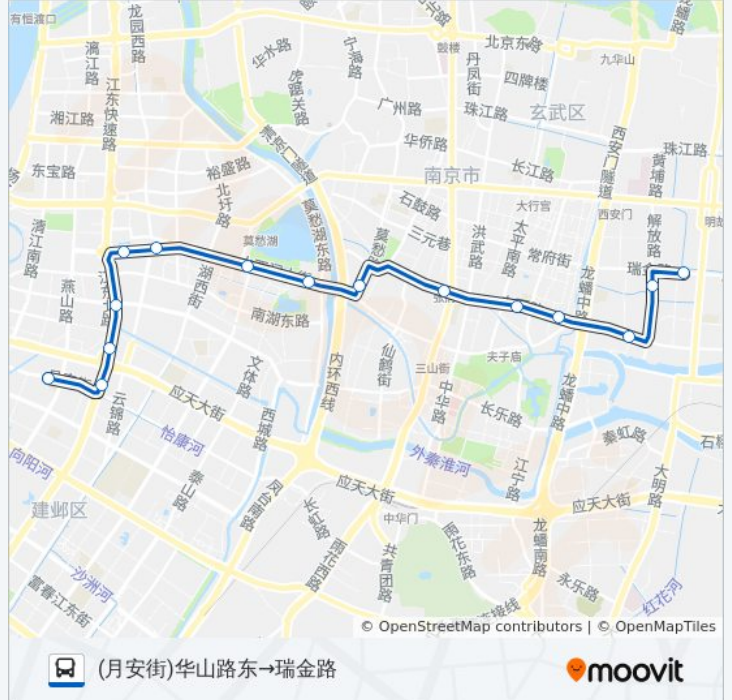 有恒渡口
龙园西路
漓江路
江东快速路
华水路
虎踞关路
宁海路
鼓楼
丹凤街
北京东路
四牌楼
九华山
龙蟠路
湘江路
广州路
珠江路
玄武区
西安门隧道
华侨路
清凉门隧道
东宝路
裕盛路
北圩路
南京市
长江路
黄埔路
珠江路
石鼓路
大行宫
西安门
解放路
清江南路
莫愁湖
莫愁湖东路
三元巷
洪武路
太平南路
常府街
龙蟠中路
瑞金
燕山路
湖西街
南湖东路
内环西线
仙鹤街
三山街
夫子庙
中华路
长乐路
龙蟠中路
秦虹路
云锦路
应天大街
文体路
西城路
怡康河
外秦淮河
江宁路
向阳河
泰山路
凤台南路
应天大街
大明路
应天大街
建邺区
长虹路
中华门
雨花西路
共青团路
雨花东路
龙蟠南路
永乐路
沙洲河
富春江东街
红花河
© OpenStreetMap contributors | © OpenMapTiles
(月安街)华山路东→瑞金路
moovit